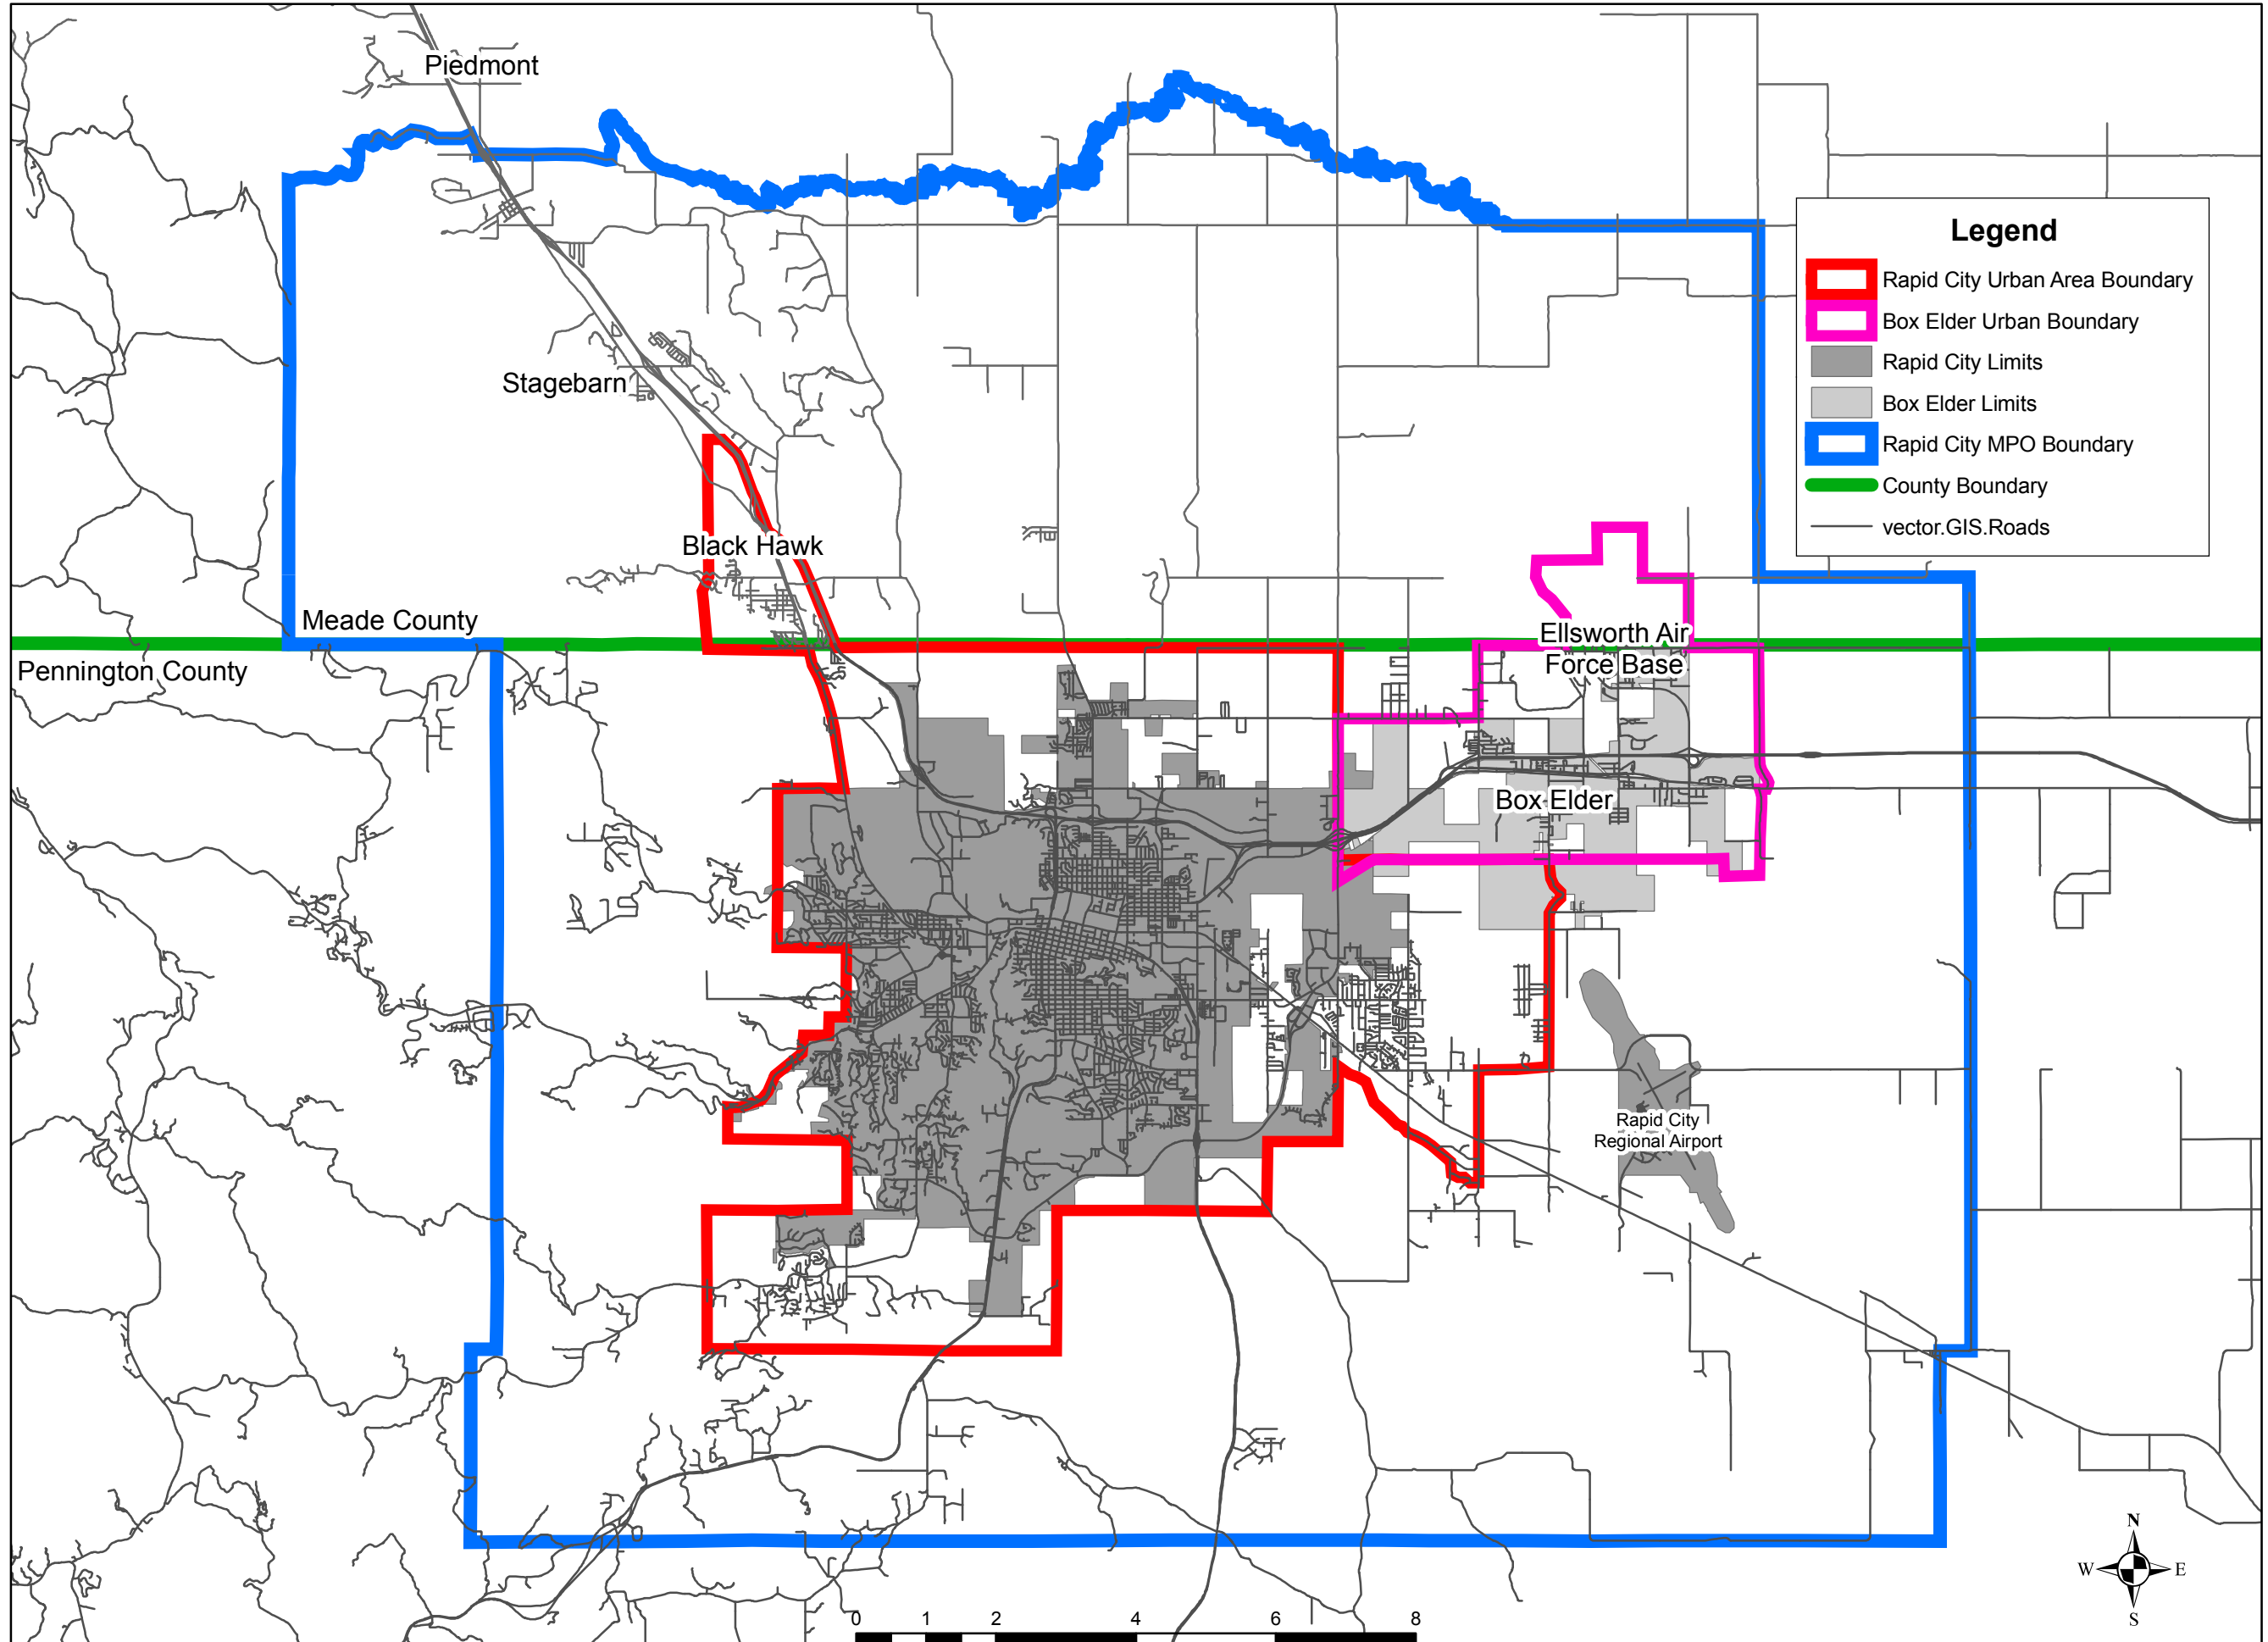 Piedmont
Legend
Rapid City Urban Area Boundary
Box Elder Urban Boundary
Rapid City Limits
Box Elder Limits
Rapid City MPO Boundary
County Boundary
vector.GIS.Roads
Stagebarn
Black Hawk
Meade County
Pennington County
Ellsworth Air
Force Base
Box Elder
Rapid City
Regional Airport
N
W E
S
0 1 2 4 6 8